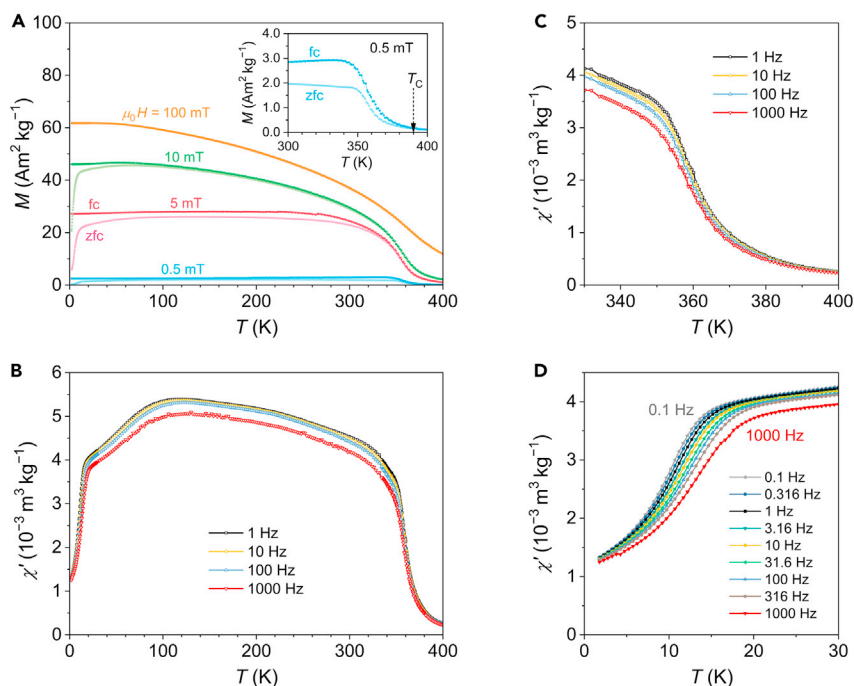 A
100
80
60
40
20
0
M (Am² kg⁻¹)
μ₀H = 100 mT
10 mT
fc
5 mT
zfc
0.5 mT
0
100
200
300
400
T (K)
5.0
4.0
3.0
2.0
1.0
0.0
M (Am² kg⁻¹)
fc
0.5 mT
zfc
T_C
300
350
400
T (K)
C
5
4
3
2
1
0
χ′ (10⁻³ m³ kg⁻¹)
1 Hz
10 Hz
100 Hz
1000 Hz
340
360
380
400
T (K)
B
6
5
4
3
2
1
0
χ′ (10⁻³ m³ kg⁻¹)
1 Hz
10 Hz
100 Hz
1000 Hz
0
100
200
300
400
T (K)
D
5
4
3
2
1
0
χ′ (10⁻³ m³ kg⁻¹)
0.1 Hz
1000 Hz
0.1 Hz
0.316 Hz
1 Hz
3.16 Hz
10 Hz
31.6 Hz
100 Hz
316 Hz
1000 Hz
0
5
10
15
20
25
30
T (K)